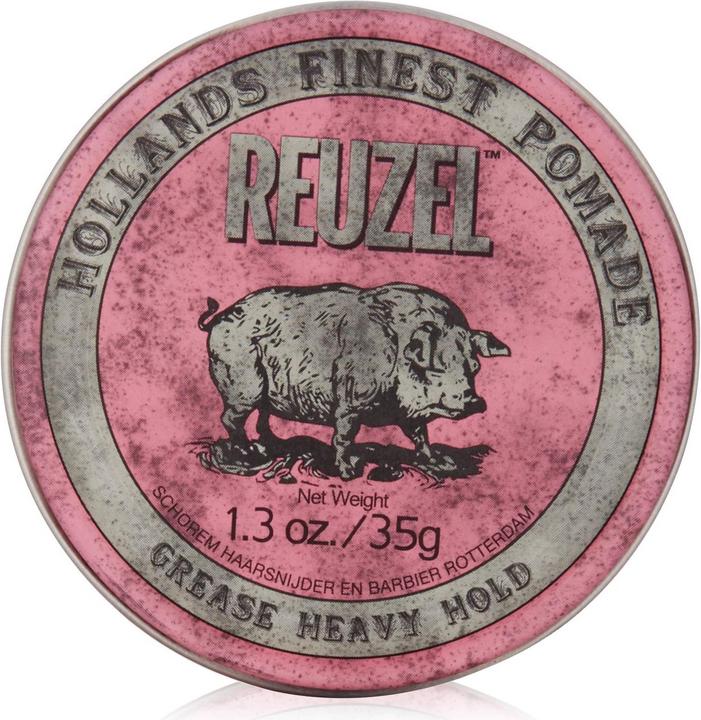 HOLLANDS FINEST POMADE
REUZEL™
Net Weight
1.3 oz./35g
SCHOREM HAARSNIJDER EN BARBIER ROTTERDAM
GREASE HEAVY HOLD